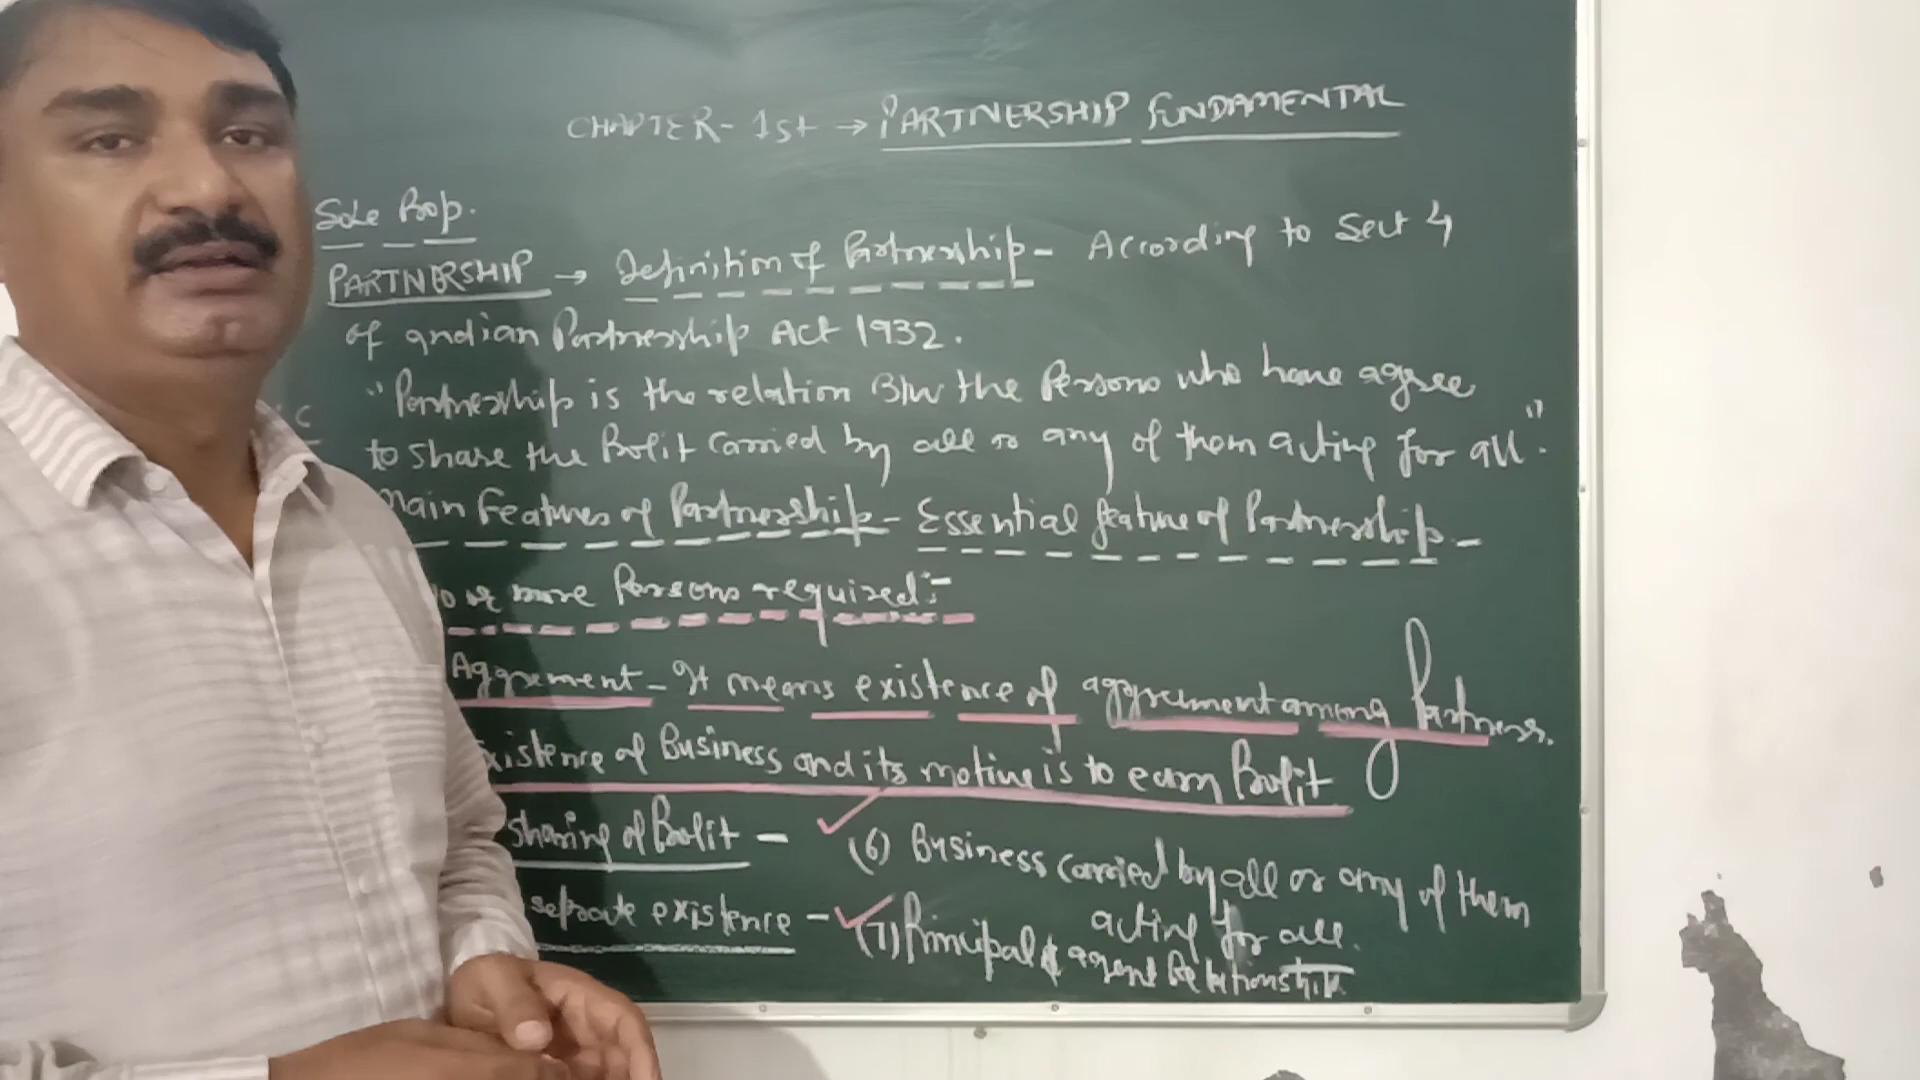 CHAPTER- 1st → PARTNERSHIP FUNDAMENTAL
Sole Prop.
PARTNERSHIP → Definition of Partnership - According to Sect 4
of Indian Partnership Act 1932.
"Partnership is the relation B/w the Persons who have agree
to share the Profit carried by all or any of them acting for all".
Main Features of Partnership - Essential feature of Partnership -
or more Persons required:-
Aggrement - It means existence of aggrement among Partners.
xistence of Business and its motive is to earn Profit
sharing of Profit -
(6) Business carried by all or any of them
acting for all.
seprate existence -
(7) Principal & agent Relationship.